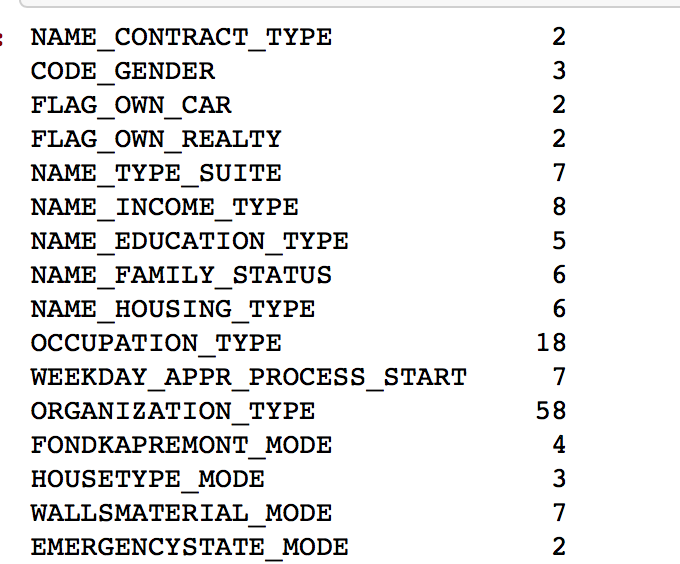 NAME_CONTRACT_TYPE 2
CODE_GENDER 3
FLAG_OWN_CAR 2
FLAG_OWN_REALTY 2
NAME_TYPE_SUITE 7
NAME_INCOME_TYPE 8
NAME_EDUCATION_TYPE 5
NAME_FAMILY_STATUS 6
NAME_HOUSING_TYPE 6
OCCUPATION_TYPE 18
WEEKDAY_APPR_PROCESS_START 7
ORGANIZATION_TYPE 58
FONDKAPREMONT_MODE 4
HOUSETYPE_MODE 3
WALLSMATERIAL_MODE 7
EMERGENCYSTATE_MODE 2